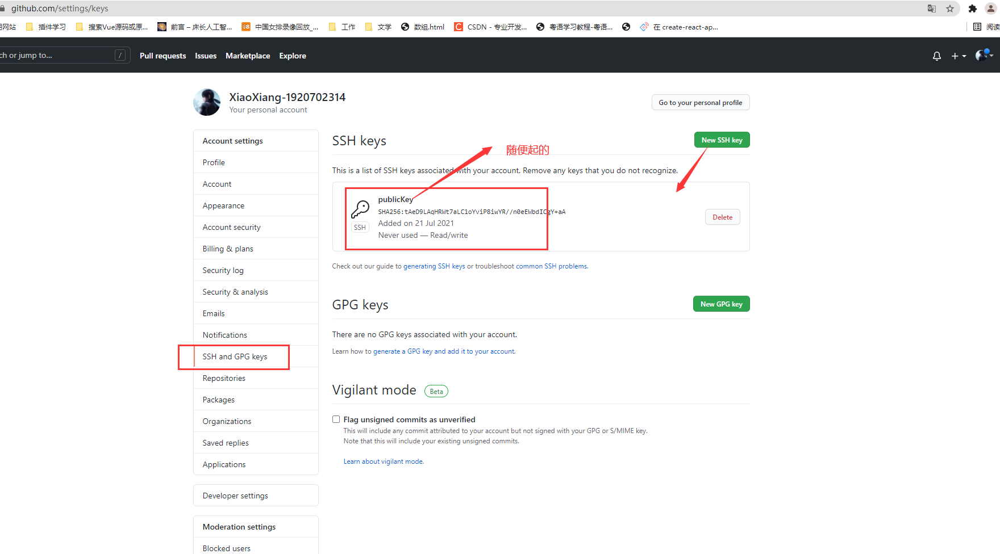 github.com/settings/keys
用网站 插件学习 搜索Vue源码或原... 前言 – 床长人工智... 中国女排录像回放_... 工作 文学 数组.html CSDN - 专业开发... 粤语学习教程-粤语... 在 create-react-ap... 阅读
ch or jump to... / Pull requests Issues Marketplace Explore
XiaoXiang-1920702314
Your personal account
Go to your personal profile
Account settings
Profile
Account
Appearance
Account security
Billing & plans
Security log
Security & analysis
Emails
Notifications
SSH and GPG keys
Repositories
Packages
Organizations
Saved replies
Applications
Developer settings
Moderation settings
Blocked users
SSH keys
随便起的
New SSH key
This is a list of SSH keys associated with your account. Remove any keys that you do not recognize.
publicKey
SHA256:tAeD9LAqHRWt7aLC1oYviP8iwYR//n0eEWbdICgY+aA
SSH
Added on 21 Jul 2021
Never used — Read/write
Delete
Check out our guide to generating SSH keys or troubleshoot common SSH problems.
GPG keys
New GPG key
There are no GPG keys associated with your account.
Learn how to generate a GPG key and add it to your account.
Vigilant mode Beta
Flag unsigned commits as unverified
This will include any commit attributed to your account but not signed with your GPG or S/MIME key.
Note that this will include your existing unsigned commits.
Learn about vigilant mode.